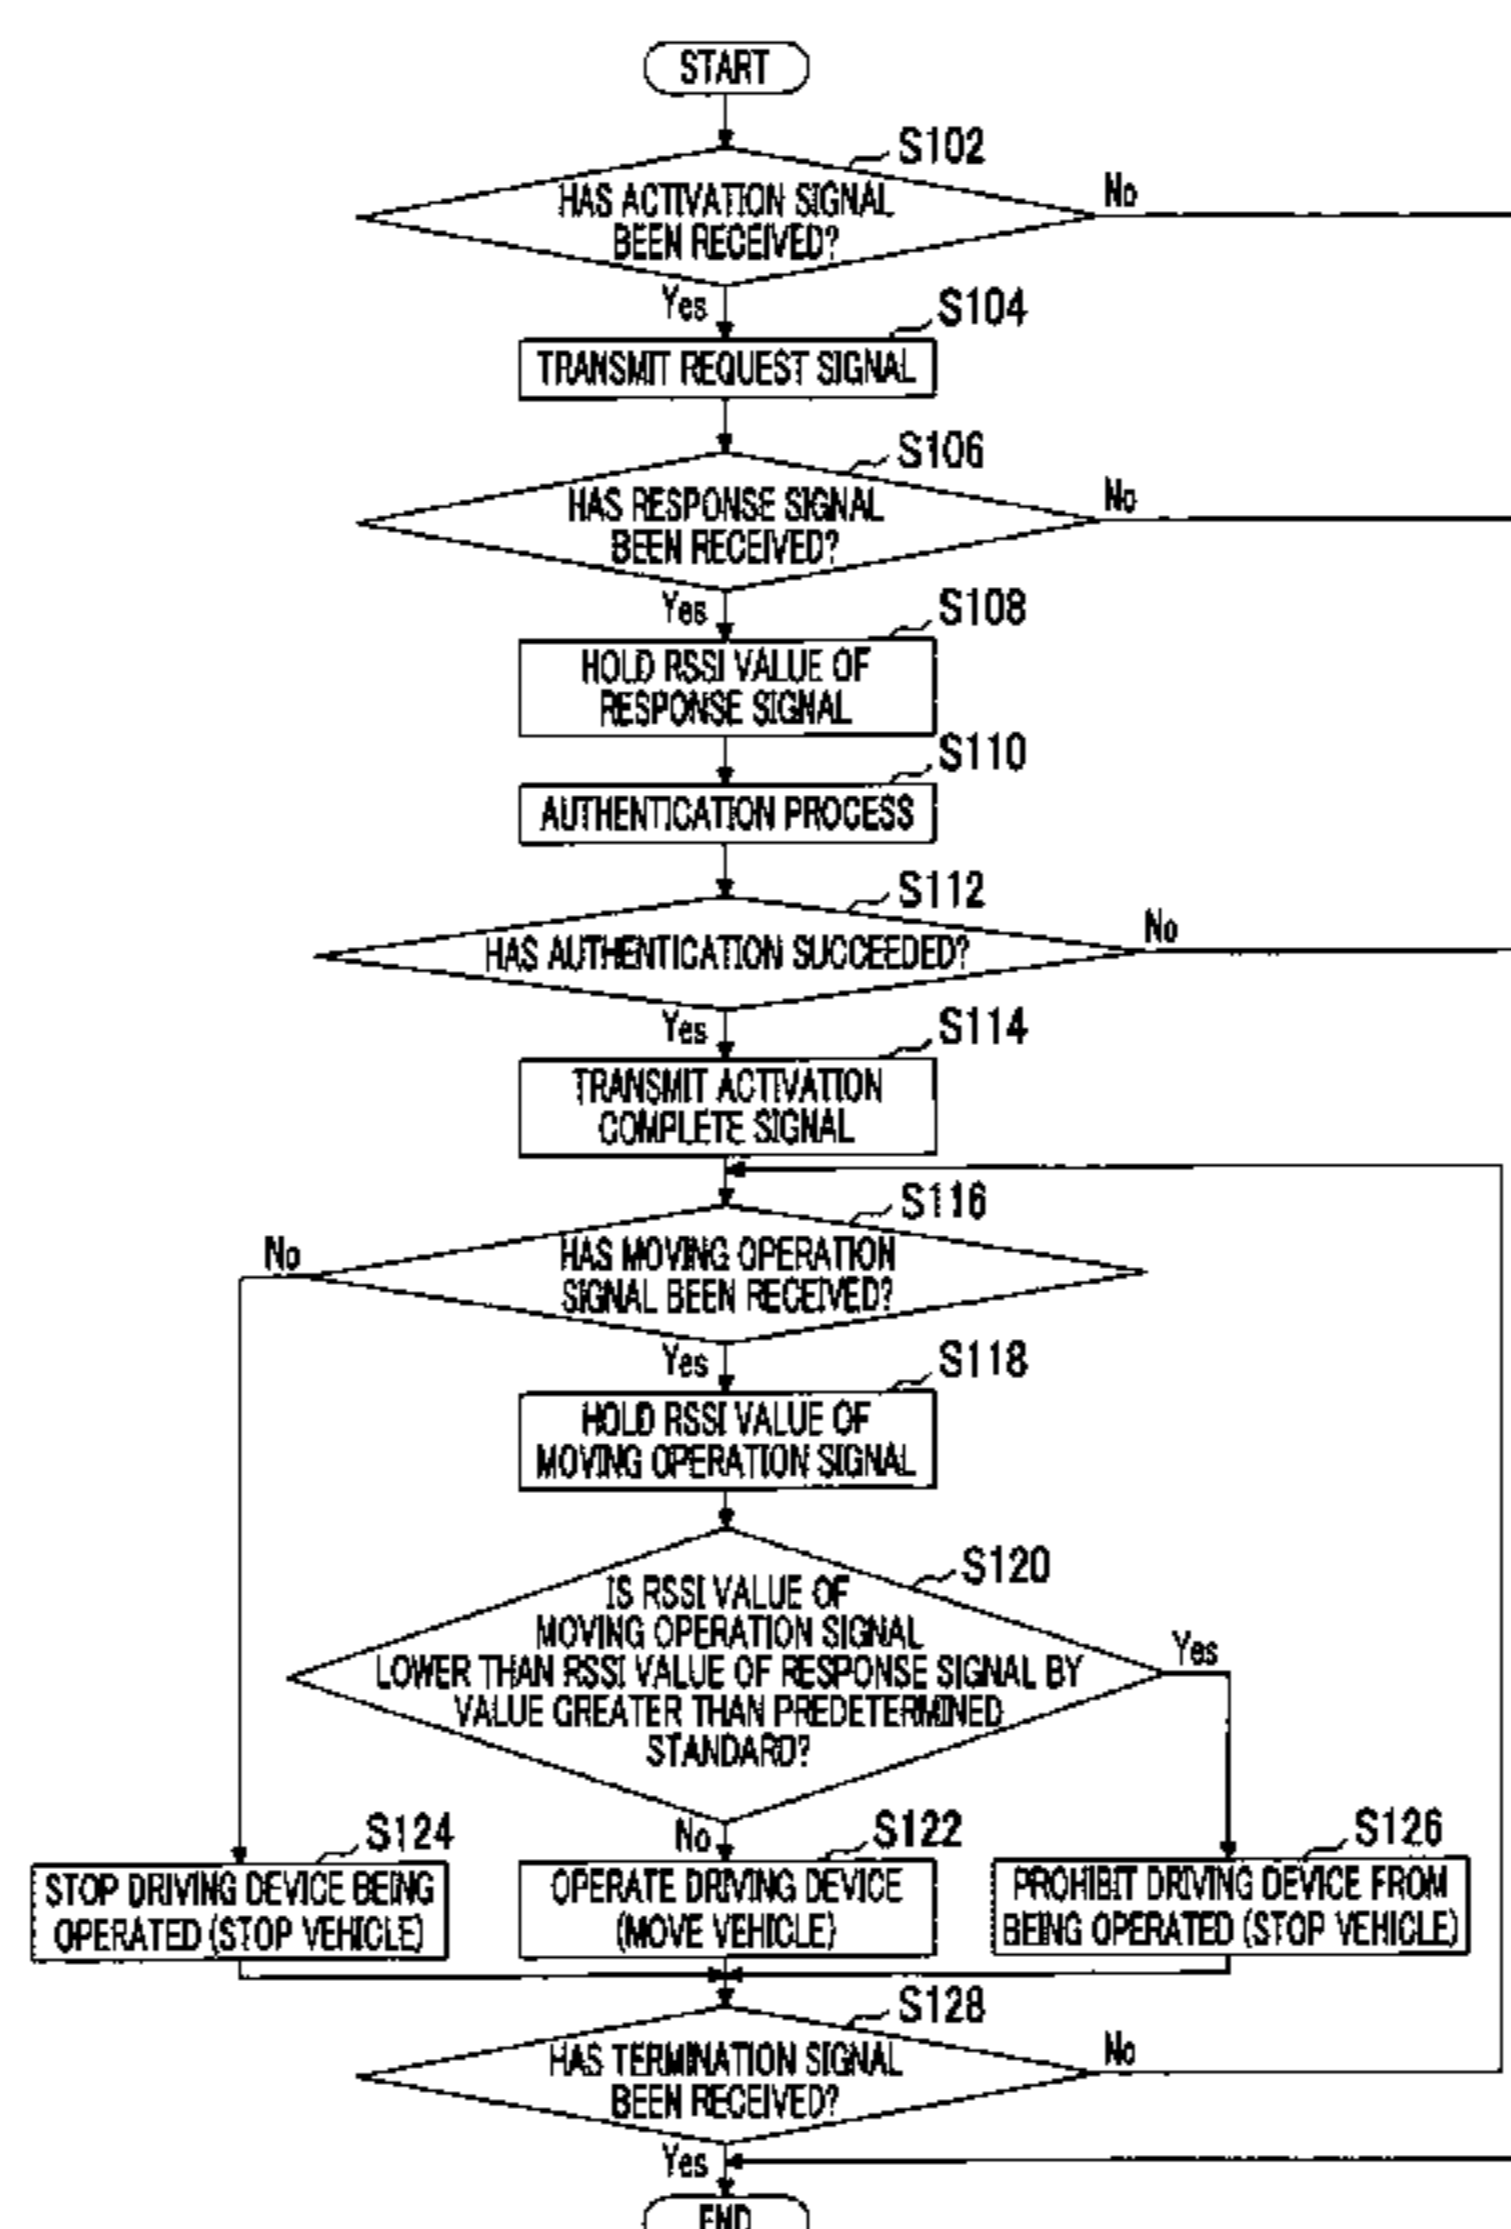 START
S102
HAS ACTIVATION SIGNAL
BEEN RECEIVED?
No
Yes
S104
TRANSMIT REQUEST SIGNAL
S106
HAS RESPONSE SIGNAL
BEEN RECEIVED?
No
Yes
S108
HOLD RSSI VALUE OF
RESPONSE SIGNAL
S110
AUTHENTICATION PROCESS
S112
HAS AUTHENTICATION SUCCEEDED?
No
Yes
S114
TRANSMIT ACTIVATION
COMPLETE SIGNAL
S116
HAS MOVING OPERATION
SIGNAL BEEN RECEIVED?
No
Yes
S118
HOLD RSSI VALUE OF
MOVING OPERATION SIGNAL
S120
IS RSSI VALUE OF
MOVING OPERATION SIGNAL
LOWER THAN RSSI VALUE OF RESPONSE SIGNAL BY
VALUE GREATER THAN PREDETERMINED
STANDARD?
Yes
No
S124
STOP DRIVING DEVICE BEING
OPERATED (STOP VEHICLE)
S122
OPERATE DRIVING DEVICE
(MOVE VEHICLE)
S126
PROHIBIT DRIVING DEVICE FROM
BEING OPERATED (STOP VEHICLE)
S128
HAS TERMINATION SIGNAL
BEEN RECEIVED?
No
Yes
END